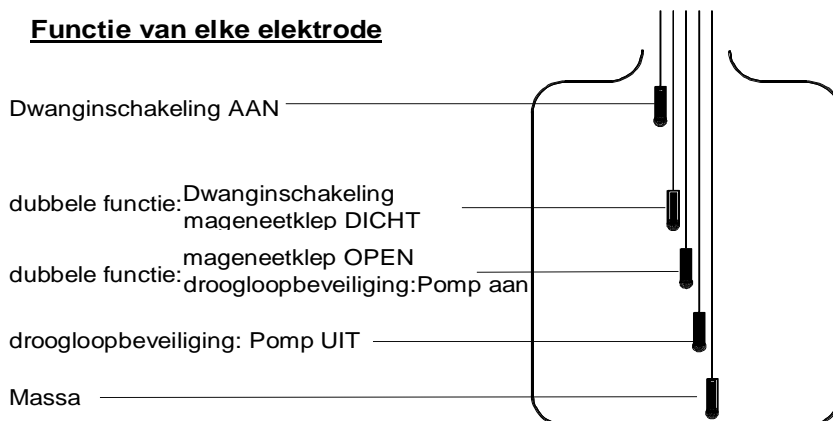 Functie van elke elektrode
Dwanginschakeling AAN
dubbele functie: Dwanginschakeling
mageneetklep DICHT
dubbele functie: mageneetklep OPEN
droogloopbeveiliging:Pomp aan
droogloopbeveiliging: Pomp UIT
Massa